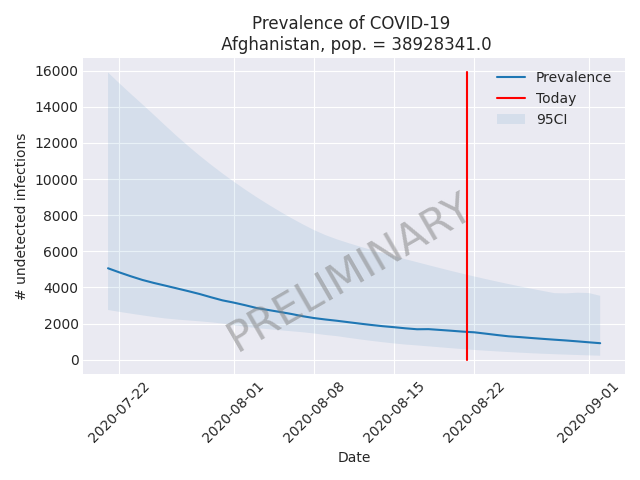 Prevalence of COVID-19
Afghanistan, pop. = 38928341.0
# undetected infections
16000
14000
12000
10000
8000
6000
4000
2000
0
Prevalence
Today
95CI
PRELIMINARY
2020-07-22
2020-08-01
2020-08-08
2020-08-15
2020-08-22
2020-09-01
Date